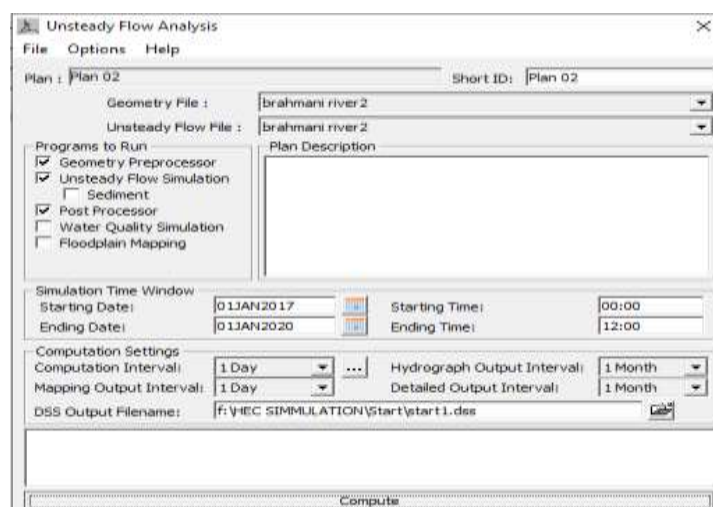 Unsteady Flow Analysis
File Options Help
Plan : Plan 02 Short ID: Plan 02
Geometry File : brahmani river2
Unsteady Flow File : brahmani river2
Programs to Run
Geometry Preprocessor
Unsteady Flow Simulation
Sediment
Post Processor
Water Quality Simulation
Floodplain Mapping
Plan Description
Simulation Time Window
Starting Date: 01JAN2017 Starting Time: 00:00
Ending Date: 01JAN2020 Ending Time: 12:00
Computation Settings
Computation Interval: 1 Day ... Hydrograph Output Interval: 1 Month
Mapping Output Interval: 1 Day Detailed Output Interval: 1 Month
DSS Output Filename: f:\HEC SIMMULATION\Start\start1.dss
Compute